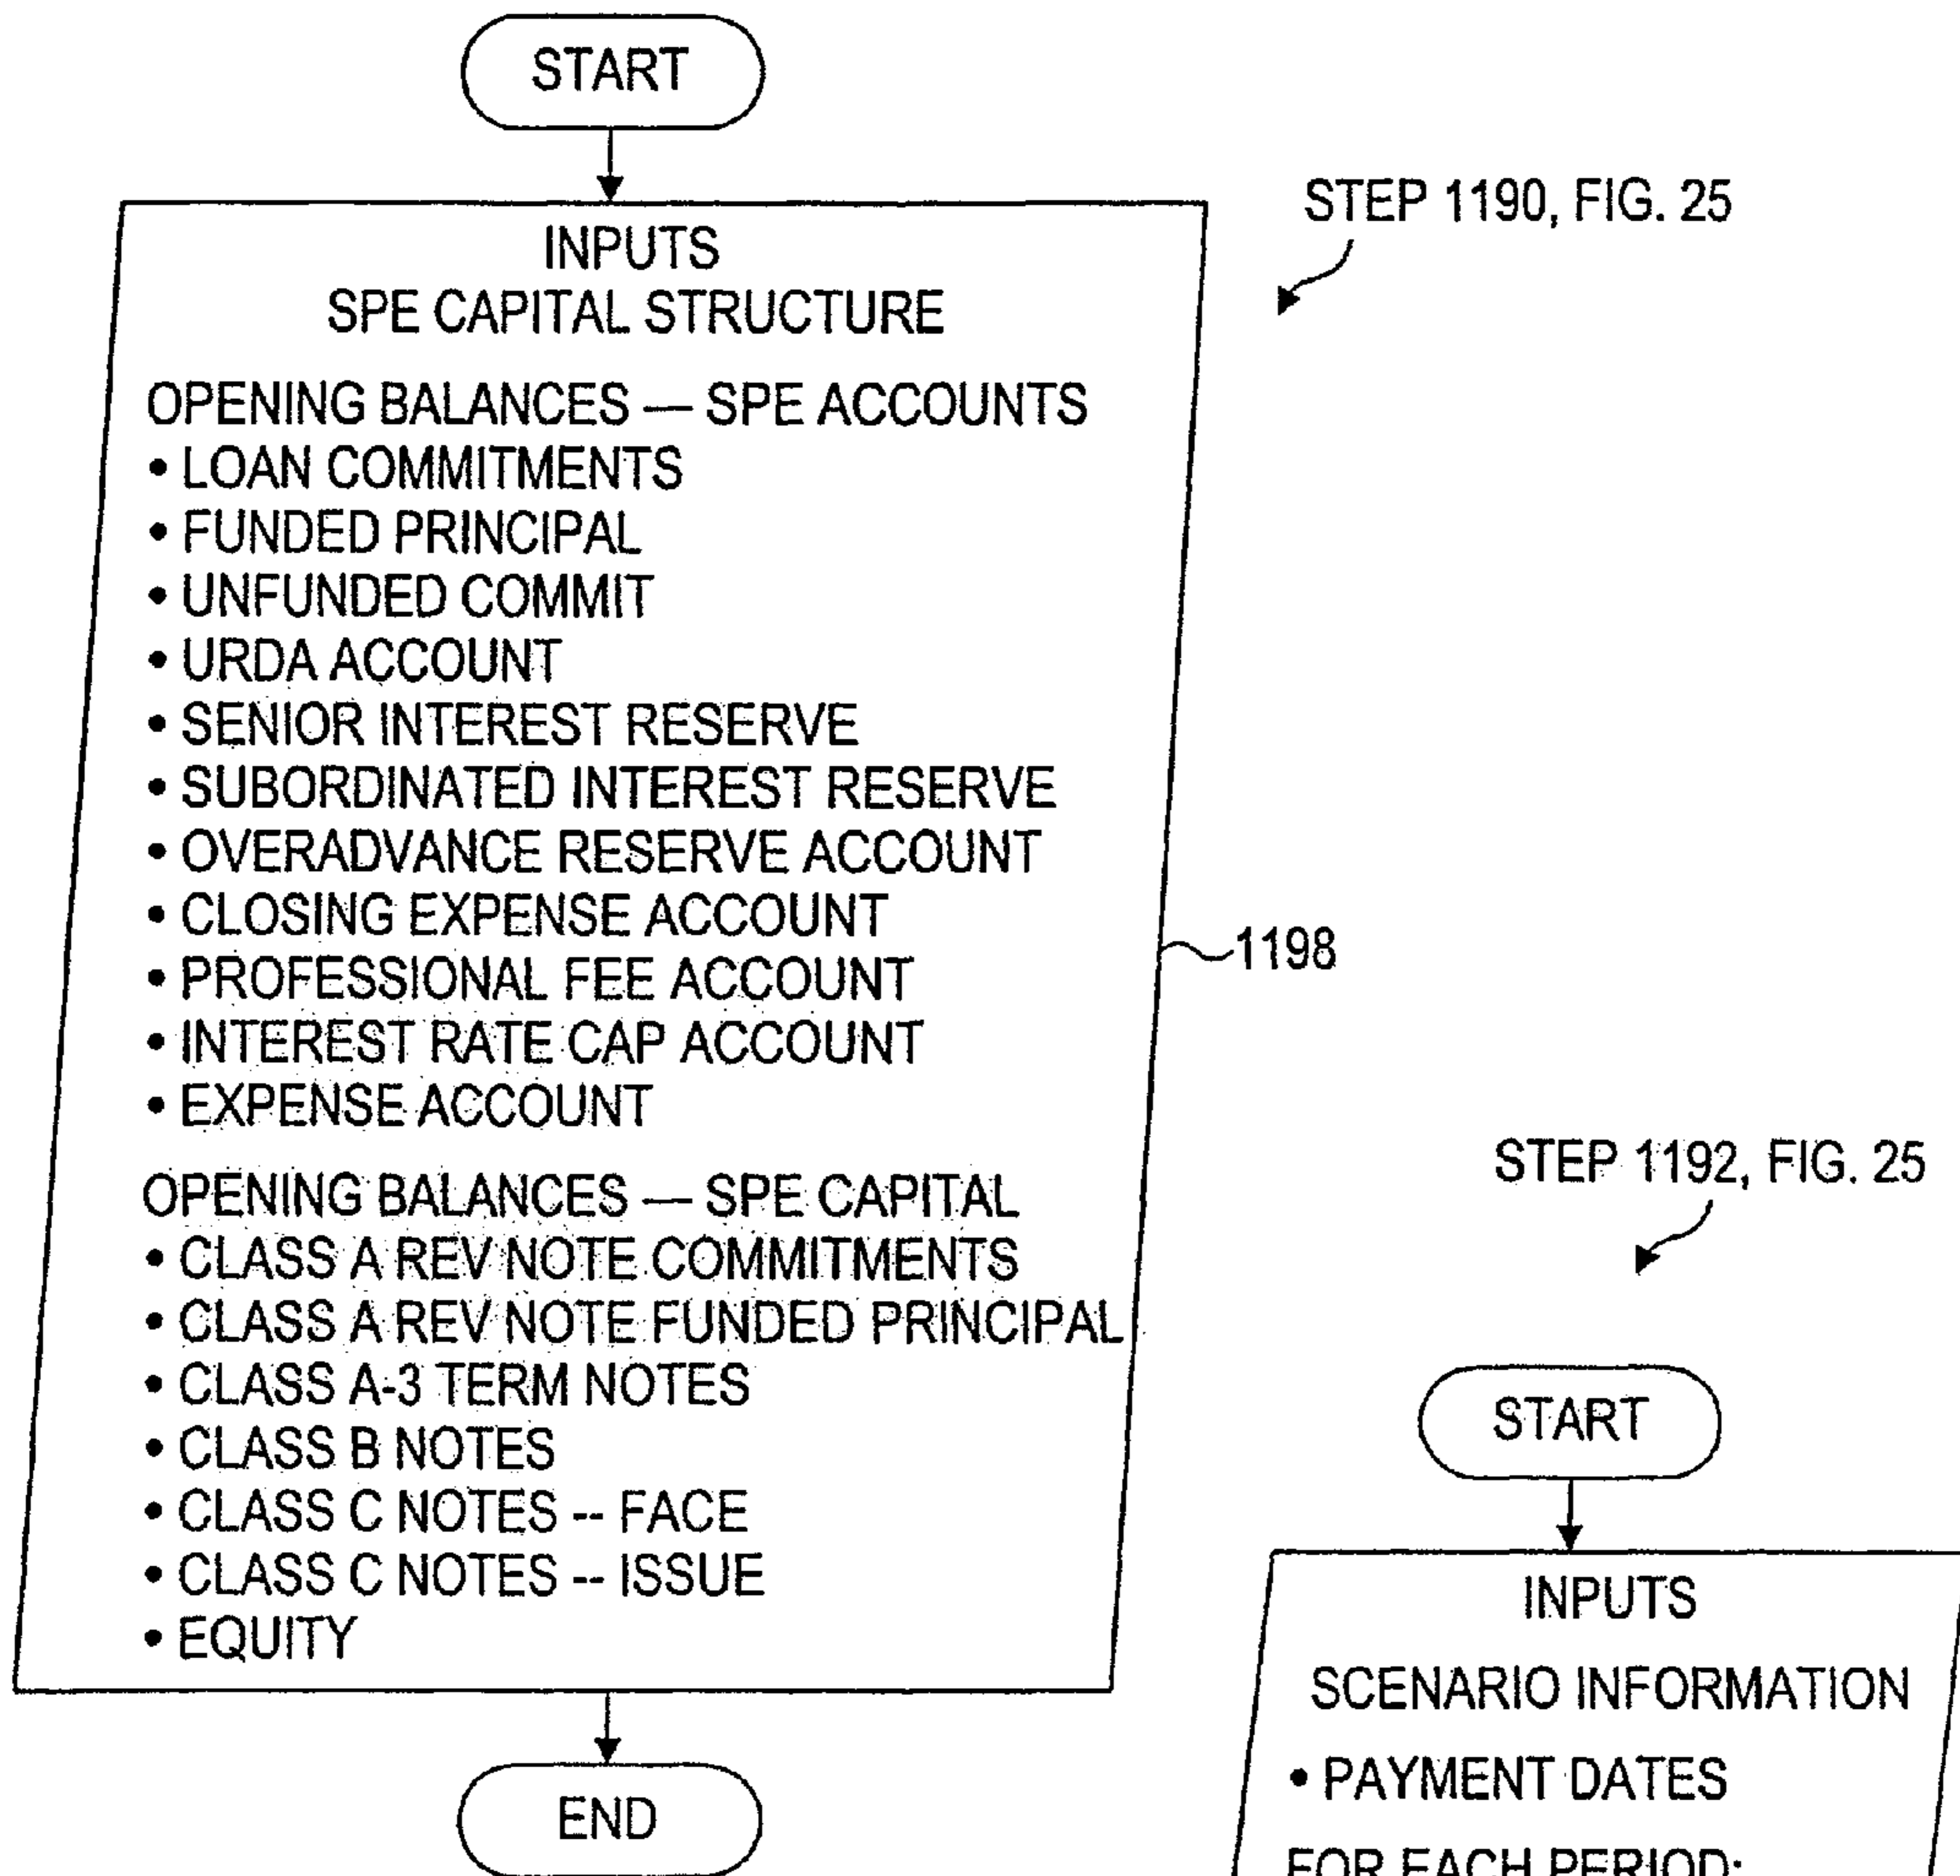 START
STEP 1190, FIG. 25
INPUTS
SPE CAPITAL STRUCTURE
OPENING BALANCES — SPE ACCOUNTS
• LOAN COMMITMENTS
• FUNDED PRINCIPAL
• UNFUNDED COMMIT
• URDA ACCOUNT
• SENIOR INTEREST RESERVE
• SUBORDINATED INTEREST RESERVE
• OVERADVANCE RESERVE ACCOUNT
• CLOSING EXPENSE ACCOUNT
• PROFESSIONAL FEE ACCOUNT
• INTEREST RATE CAP ACCOUNT
• EXPENSE ACCOUNT
OPENING BALANCES — SPE CAPITAL
• CLASS A REV NOTE COMMITMENTS
• CLASS A REV NOTE FUNDED PRINCIPAL
• CLASS A-3 TERM NOTES
• CLASS B NOTES
• CLASS C NOTES -- FACE
• CLASS C NOTES -- ISSUE
• EQUITY
1198
END
STEP 1192, FIG. 25
START
INPUTS
SCENARIO INFORMATION
• PAYMENT DATES
FOR EACH PERIOD: